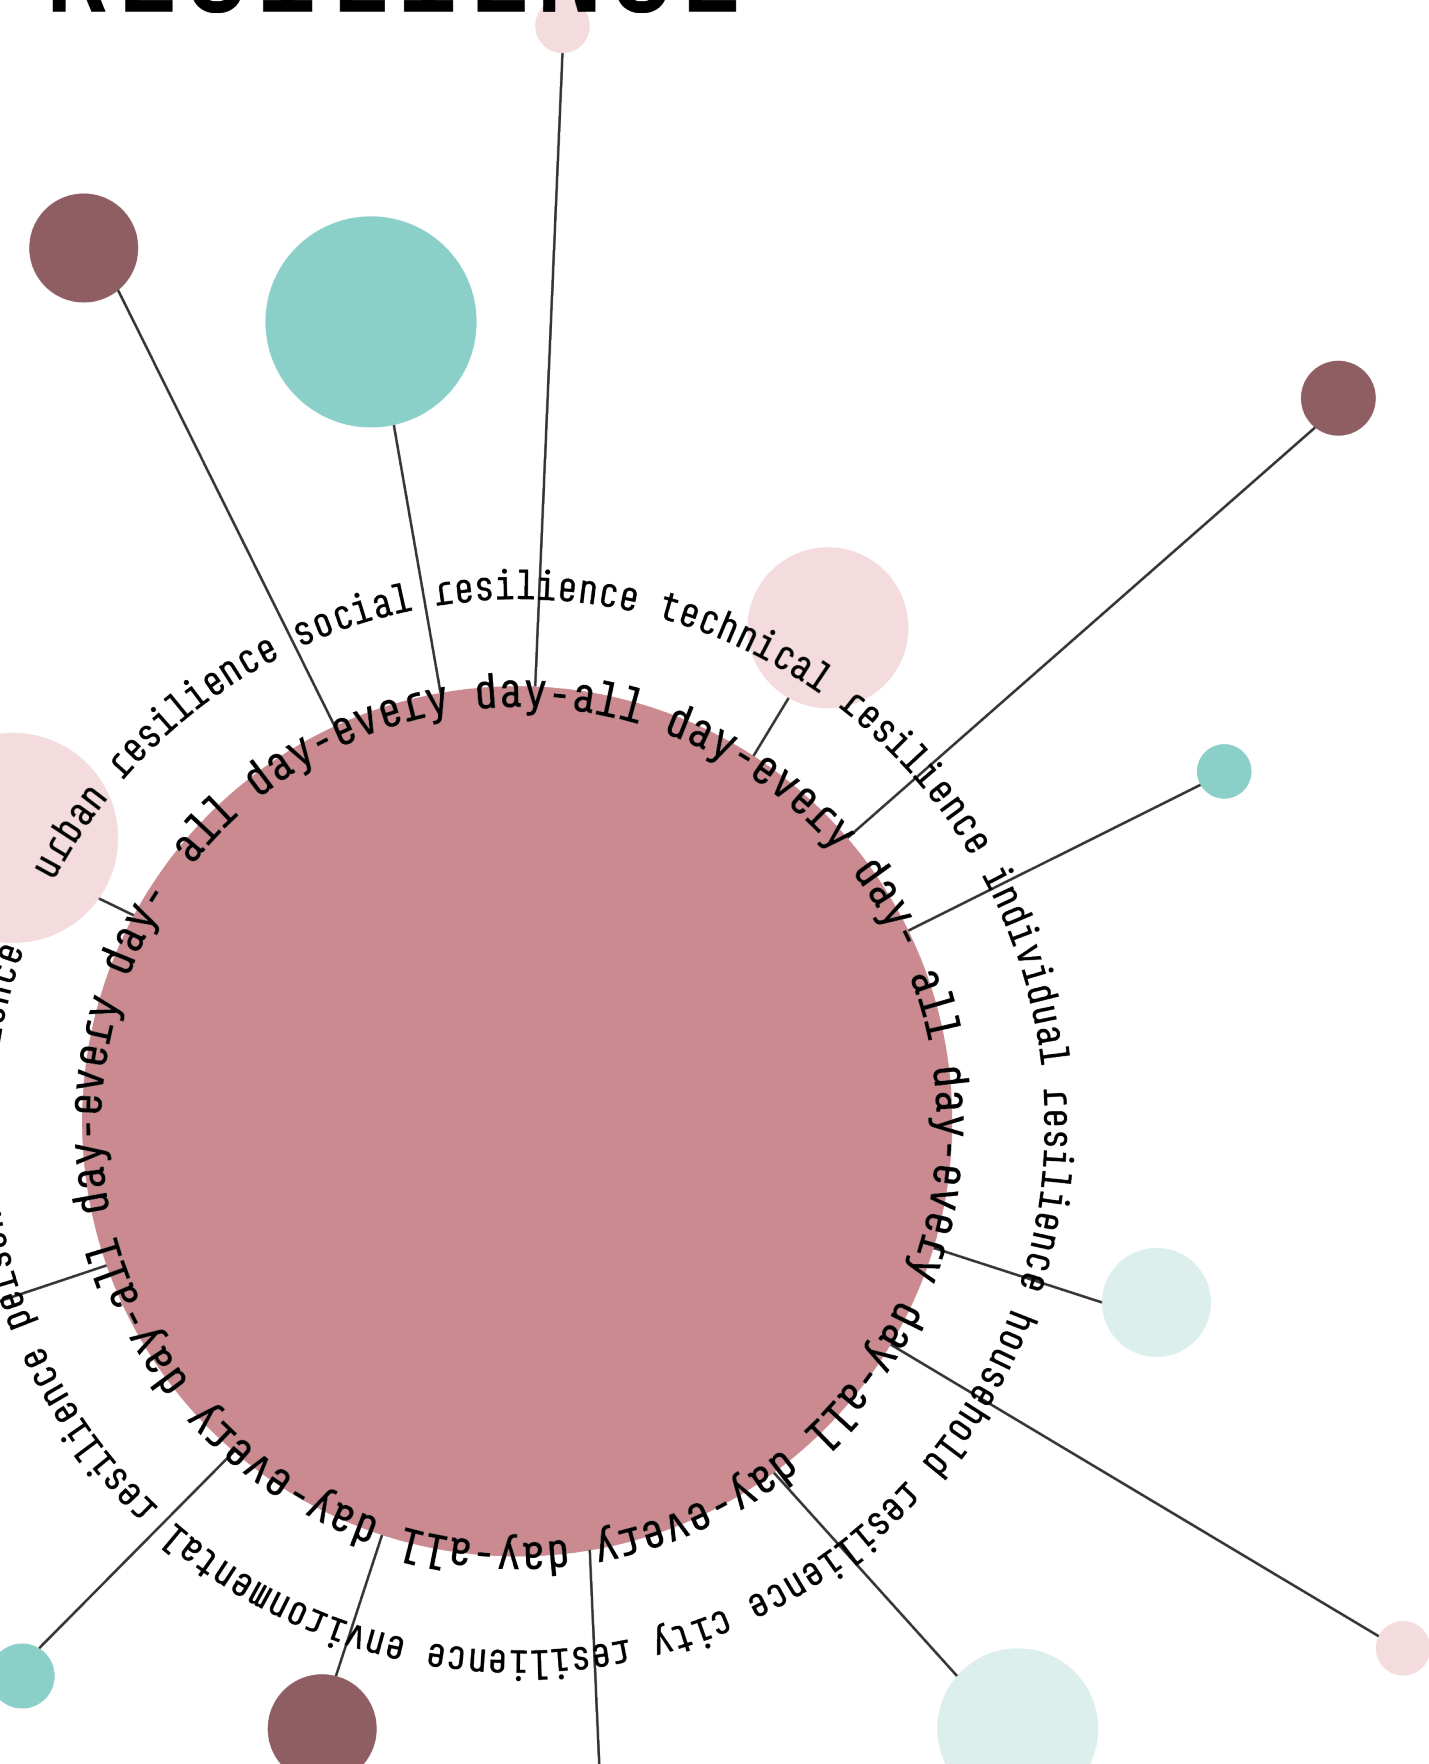 RESILIENCE
urban resilience social resilience technical resilience individual resilience household resilience city resilience environmental resilience
all day-every day-all day-every day- all day-every day-all day-every day-all day-every day-all day-every day-